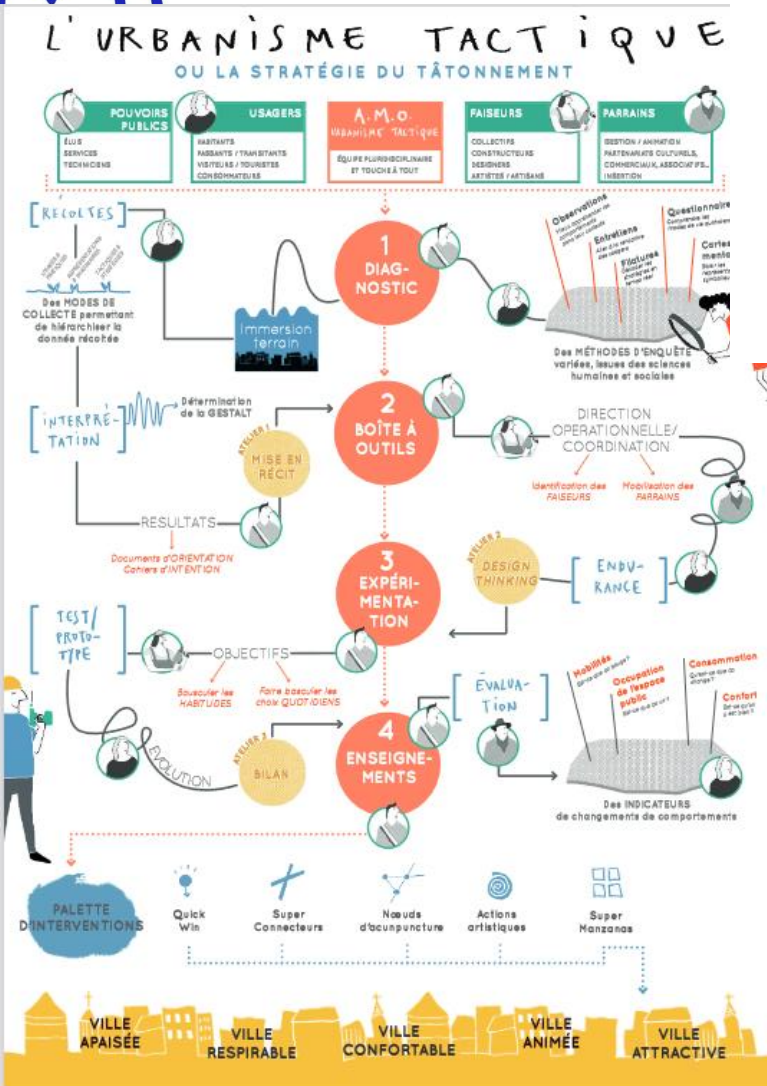 L'URBANISME TACTIQUE
OU LA STRATÉGIE DU TÂTONNEMENT
POUVOIRS
PUBLICS
ÉLUS
SERVICES
TECHNICIENS
USAGERS
HABITANTS
PASSANTS / TRANSITANTS
VISITEURS / TOURISTES
CONSOMMATEURS
A.M.O.
URBANISME TACTIQUE
ÉQUIPE PLURIDISCIPLINAIRE
ET TOUCHE À TOUT
FAISEURS
COLLECTIFS
CONSTRUCTEURS
DESIGNERS
ARTISTES / ARTISANS
PARRAINS
GESTION / ANIMATION
PARTENARIATS CULTURELS,
COMMERCIAUX, ASSOCIATIFS...
INSERTION
[RÉCOLTES]
Des MODES DE
COLLECTE permettant
de hiérarchiser la
donnée récoltée
Immersion
terrain
1
DIAG-
NOSTIC
Observations
Entretiens
Filatures
Questionnaire
Cartes
menta
Des MÉTHODES D'ENQUÊTE
variées, issues des sciences
humaines et sociales
[INTERPRÉ-
TATION]
Détermination
de la GESTALT
ATELIER 1
MISE EN
RÉCIT
RESULTATS
Documents d'ORIENTATION
Cahiers d'INTENTION
2
BOÎTE À
OUTILS
DIRECTION
OPERATIONNELLE/
COORDINATION
Identification des
FAISEURS
Mobilisation des
PARRAINS
ATELIER 2
DESIGN
THINKING
[ENDU-
RANCE]
3
EXPÉRI-
MENTA-
TION
[TEST/
PROTO-
TYPE]
OBJECTIFS
Bousculer les
HABITUDES
Faire basculer les
choix QUOTIDIENS
EVOLUTION
ATELIER 3
BILAN
4
ENSEIGNE-
MENTS
[ÉVALUA-
TION]
Mobilités
Occupation
de l'espace
public
Consommation
Confort
Des INDICATEURS
de changements de comportements
PALETTE
D'INTERVENTIONS
Quick
Win
Super
Connecteurs
Nœuds
d'acupuncture
Actions
artistiques
Super
Manzanas
VILLE
APAISÉE
VILLE
RESPIRABLE
VILLE
CONFORTABLE
VILLE
ANIMÉE
VILLE
ATTRACTIVE